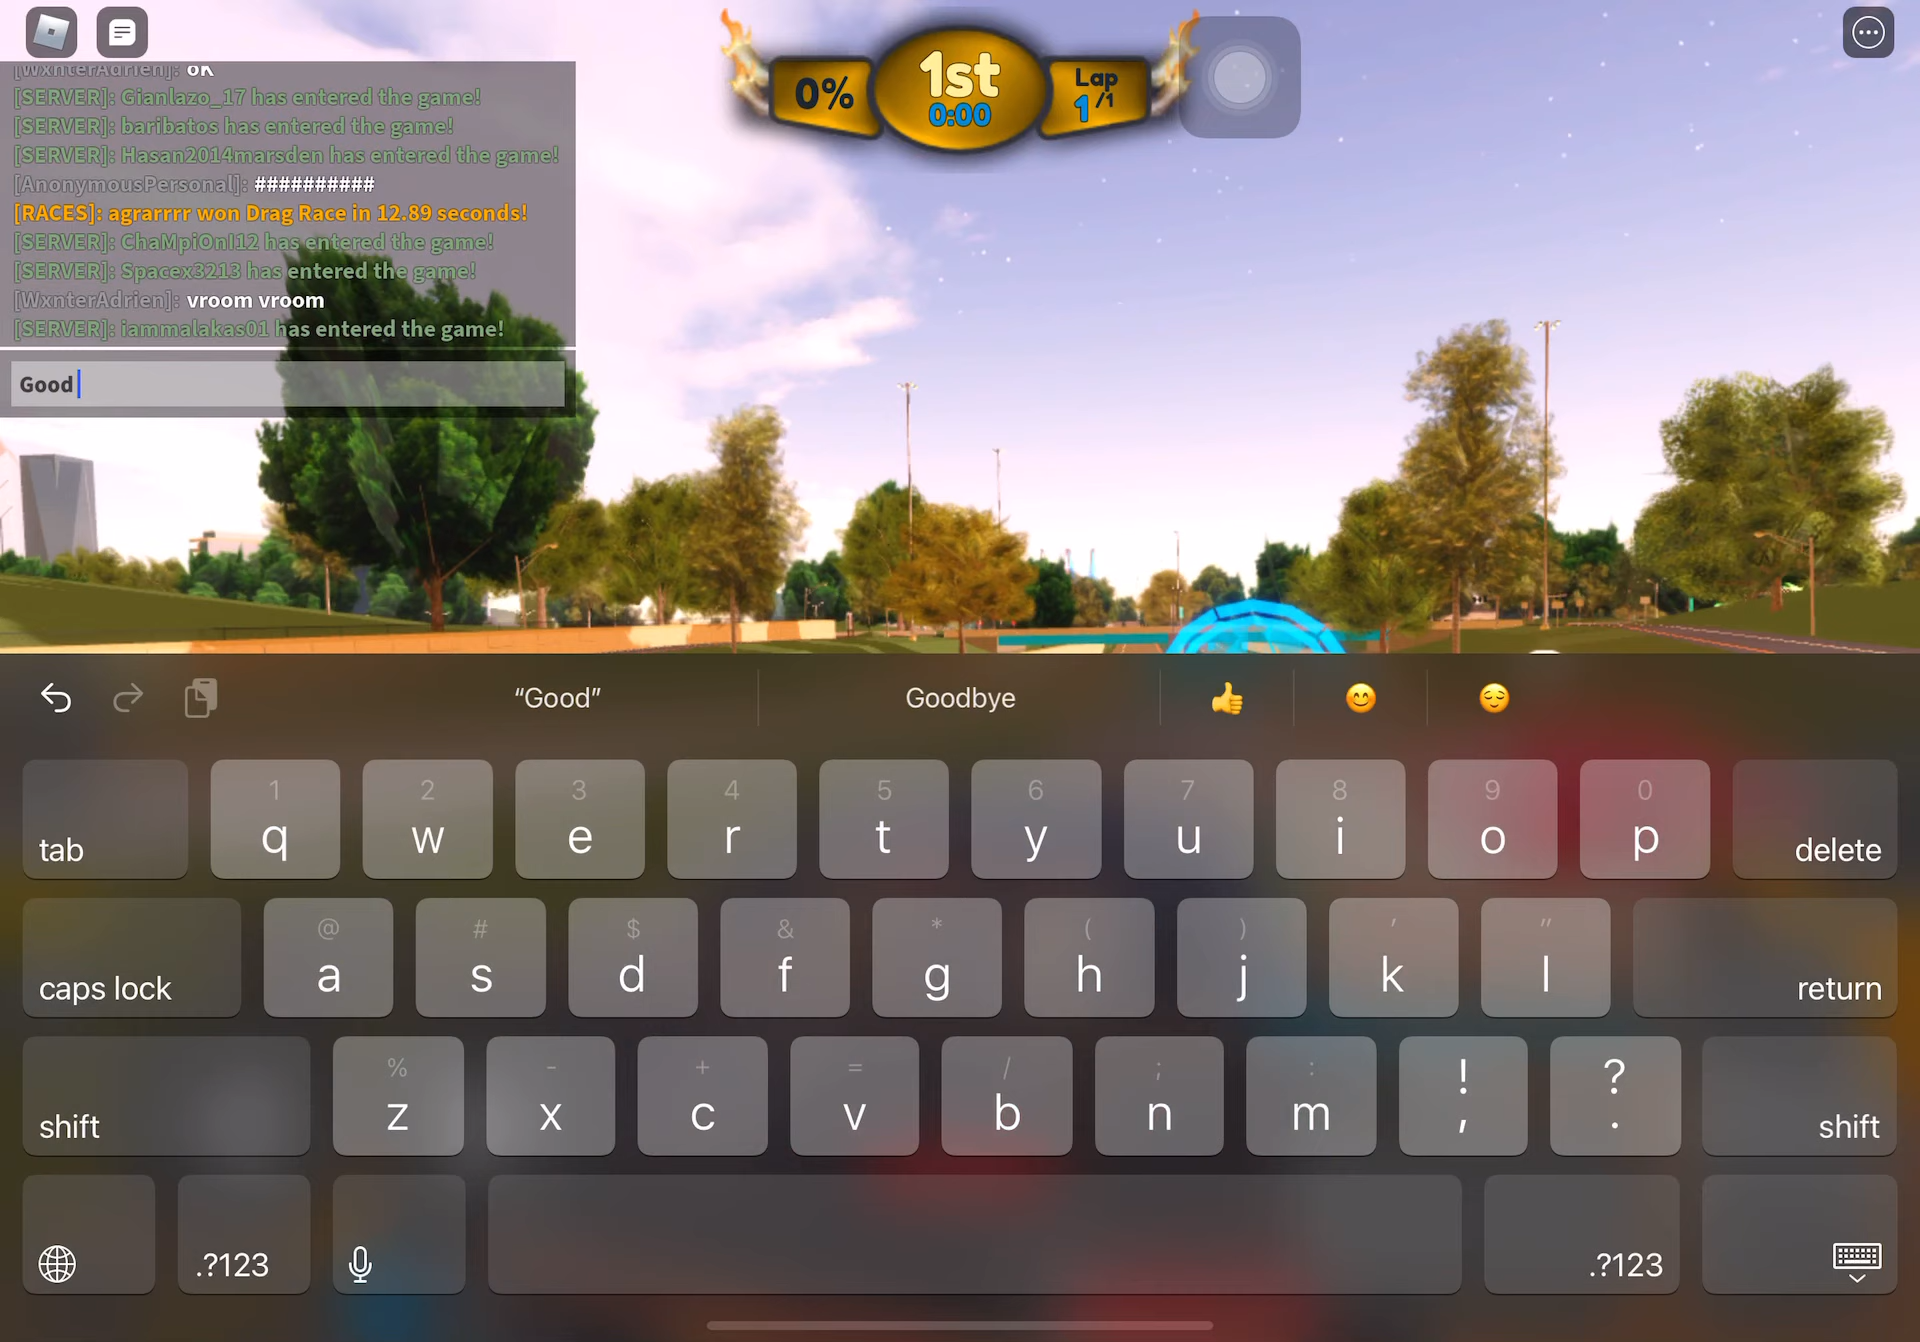 [WxnterAdrien]: oK
[SERVER]: Gianlazo_17 has entered the game!
[SERVER]: baribatos has entered the game!
[SERVER]: Hasan2014marsden has entered the game!
[AnonymousPersonal]: ##########
[RACES]: agrarrrr won Drag Race in 12.89 seconds!
[SERVER]: ChaMpiOnI12 has entered the game!
[SERVER]: Spacex3213 has entered the game!
[WxnterAdrien]: vroom vroom
[SERVER]: iammalakas01 has entered the game!
Good
0%
1st
0:00
Lap
1/1
“Good” Goodbye 👍 😊 😌
1 2 3 4 5 6 7 8 9 0
tab q w e r t y u i o p delete
@ # $ & * ( ) ' "
caps lock a s d f g h j k l return
% - + = / ; : ! ?
shift z x c v b n m , . shift
.?123 .?123